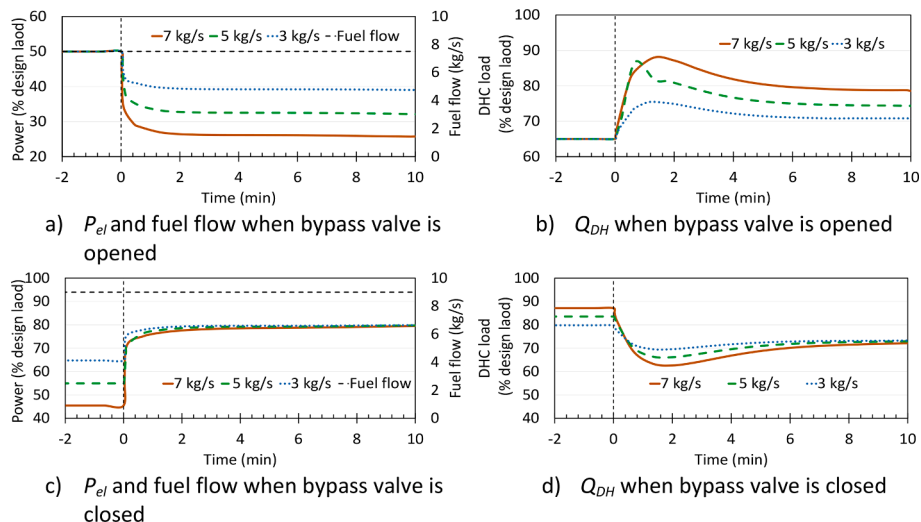 7 kg/s 5 kg/s 3 kg/s Fuel flow
Power (% design laod)
60
50
40
30
20
10
8
6
4
2
0
Fuel flow (kg/s)
-2 0 2 4 6 8 10
Time (min)
a) Pel and fuel flow when bypass valve is
opened
7 kg/s 5 kg/s 3 kg/s
DHC load
(% design laod)
100
90
80
70
60
-2 0 2 4 6 8 10
Time (min)
b) QDH when bypass valve is opened
Power (% design laod)
100
90
80
70
60
50
40
10
8
6
4
2
0
Fuel flow (kg/s)
7 kg/s 5 kg/s 3 kg/s Fuel flow
-2 0 2 4 6 8 10
Time (min)
c) Pel and fuel flow when bypass valve is
closed
DHC load
(% design laod)
100
90
80
70
60
50
40
7 kg/s 5 kg/s 3 kg/s
-2 0 2 4 6 8 10
Time (min)
d) QDH when bypass valve is closed